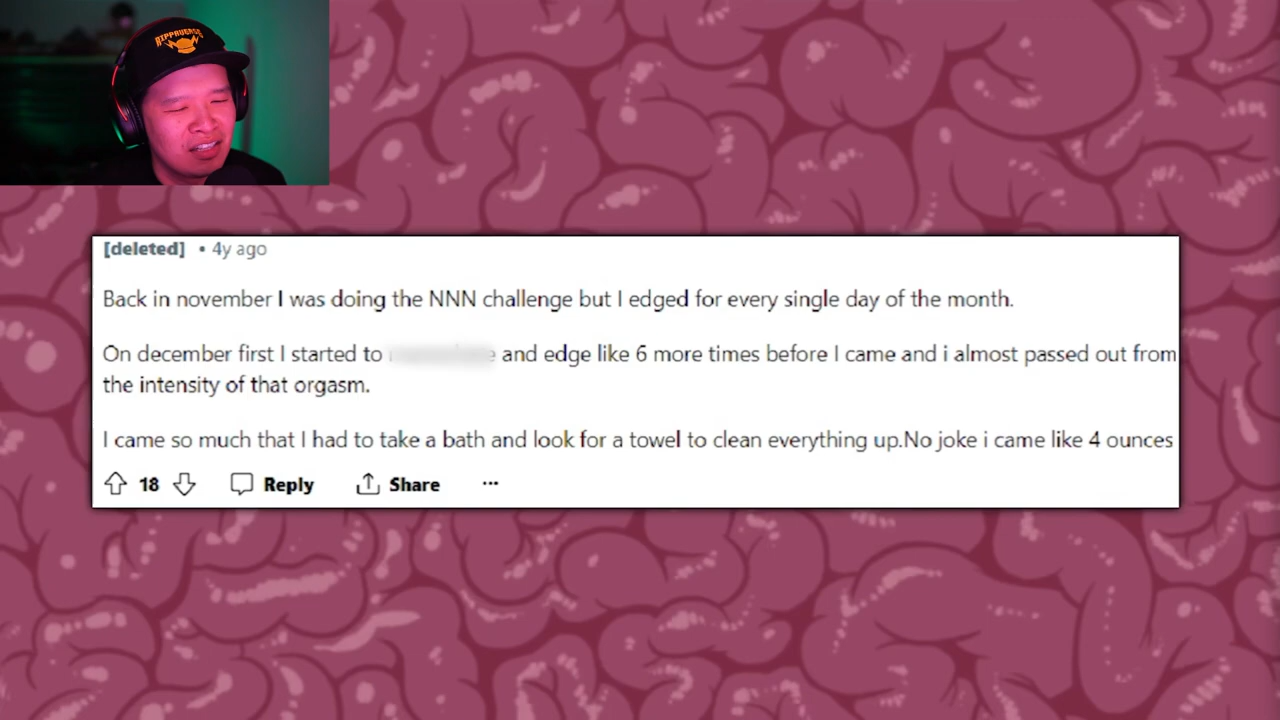 RIPPAVERSE
[deleted] • 4y ago
Back in november I was doing the NNN challenge but I edged for every single day of the month.
On december first I started to and edge like 6 more times before I came and i almost passed out from
the intensity of that orgasm.
I came so much that I had to take a bath and look for a towel to clean everything up.No joke i came like 4 ounces
18 Reply Share ...